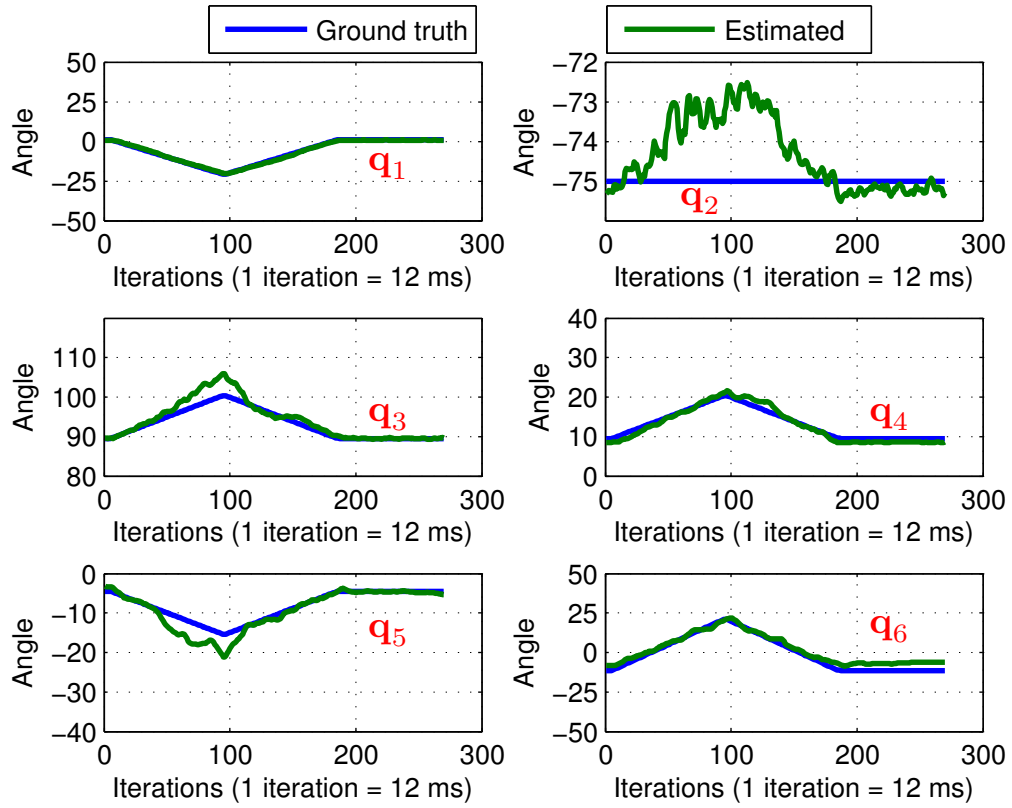 Ground truth
Estimated
50
25
0
−25
−50
Angle
0
100
200
300
Iterations (1 iteration = 12 ms)
q1
−72
−73
−74
−75
Angle
0
100
200
300
Iterations (1 iteration = 12 ms)
q2
110
100
90
80
Angle
0
100
200
300
Iterations (1 iteration = 12 ms)
q3
40
30
20
10
0
Angle
0
100
200
300
Iterations (1 iteration = 12 ms)
q4
0
−10
−20
−30
−40
Angle
0
100
200
300
Iterations (1 iteration = 12 ms)
q5
50
25
0
−25
−50
Angle
0
100
200
300
Iterations (1 iteration = 12 ms)
q6